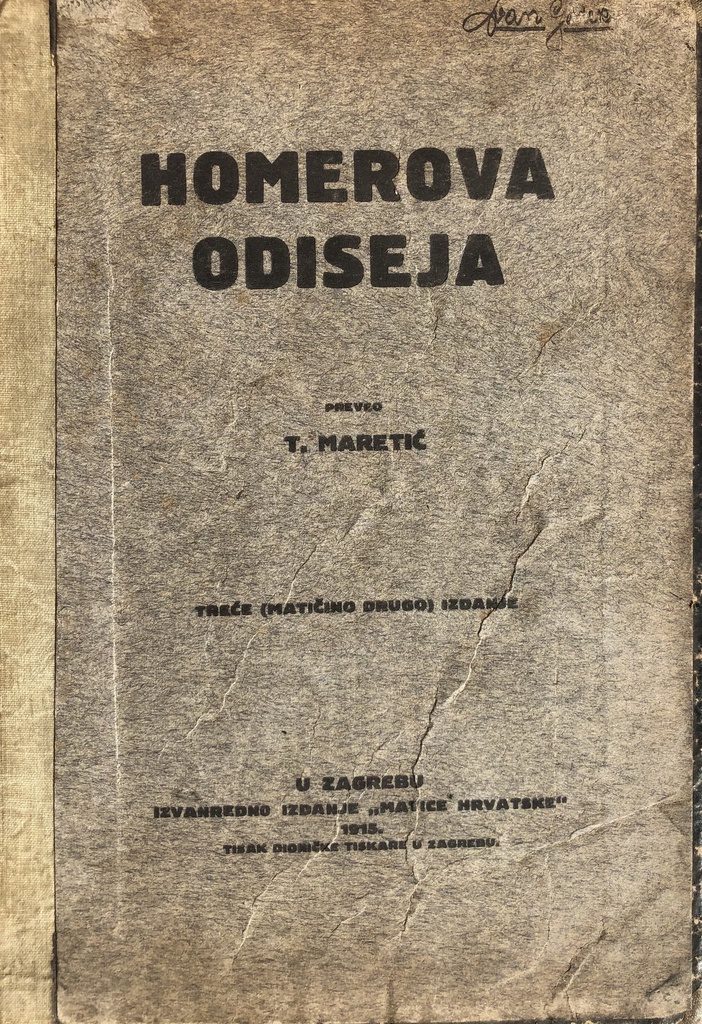 HOMEROVA
ODISEJA
PREVEO
T. MARETIĆ
TREĆE (MATIČINO DRUGO) IZDANJE
U ZAGREBU
IZVANREDNO IZDANJE „MATICE HRVATSKE“
1915.
TISAK DIONIČKE TISKARE U ZAGREBU.